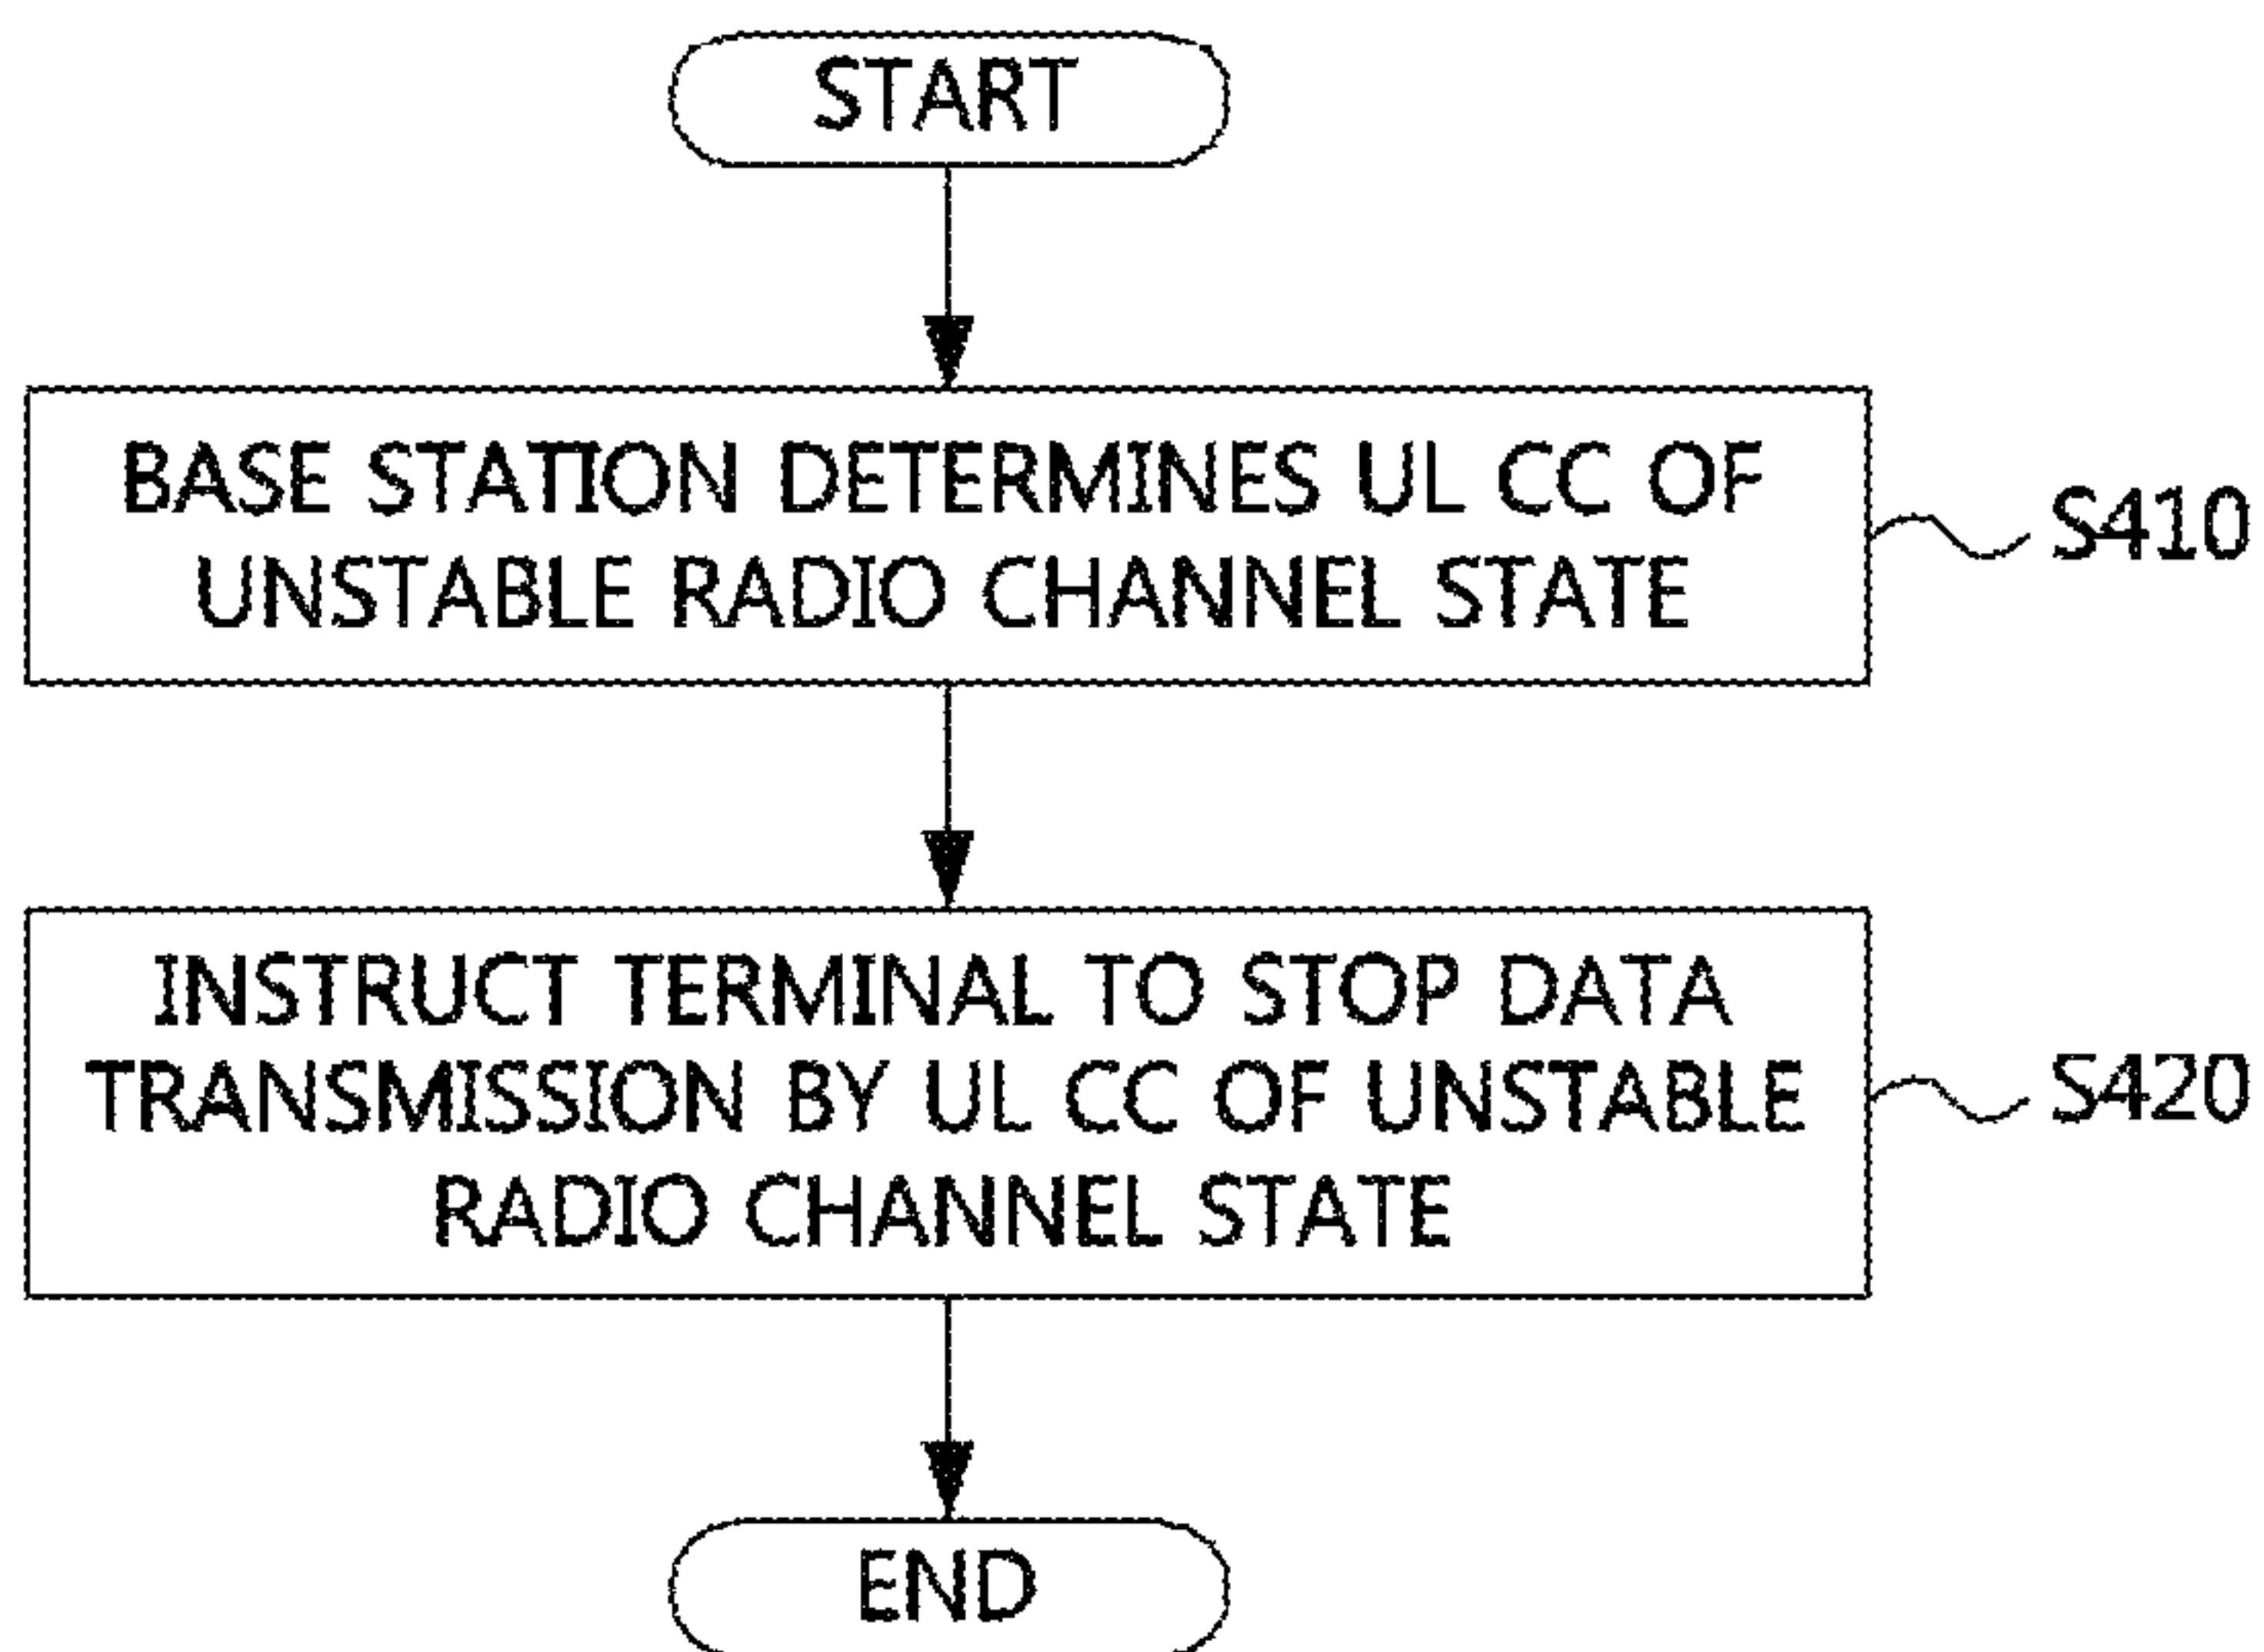 START
BASE STATION DETERMINES UL CC OF
UNSTABLE RADIO CHANNEL STATE
S410
INSTRUCT TERMINAL TO STOP DATA
TRANSMISSION BY UL CC OF UNSTABLE
RADIO CHANNEL STATE
S420
END